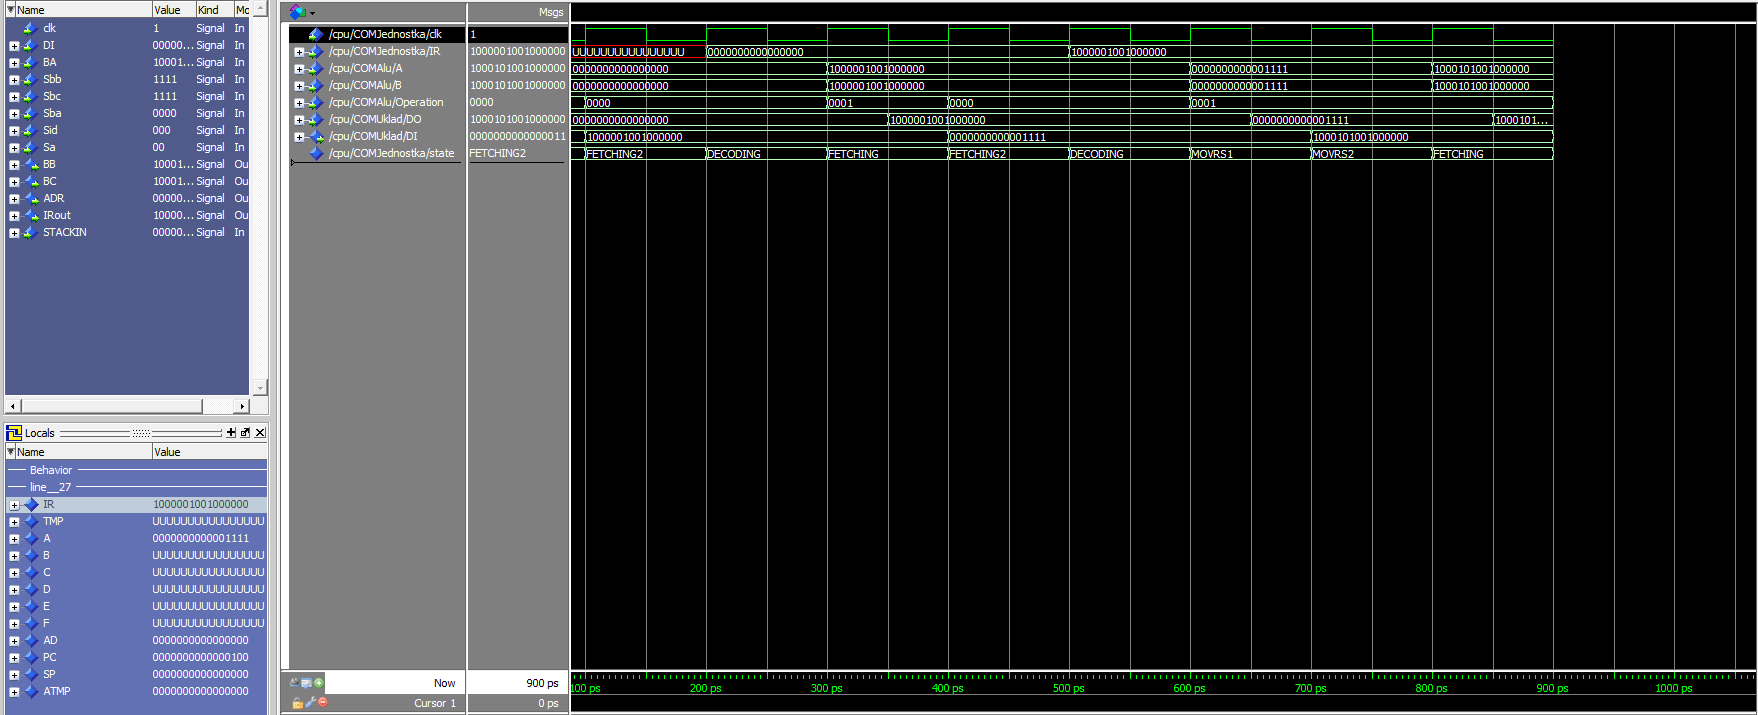 Name Value Kind Mo
clk 1 Signal In
DI 00000... Signal In
BA 10001... Signal In
Sbb 1111 Signal In
Sbc 1111 Signal In
Sba 0000 Signal In
Sid 000 Signal In
Sa 00 Signal In
BB 10001... Signal Ou
BC 10001... Signal Ou
ADR 00000... Signal Ou
IRout 10000... Signal Ou
STACKIN 00000... Signal In
Locals
Name Value
Behavior
line__27
IR 1000001001000000
TMP UUUUUUUUUUUUUUUU
A 0000000000001111
B UUUUUUUUUUUUUUUU
C UUUUUUUUUUUUUUUU
D UUUUUUUUUUUUUUUU
E UUUUUUUUUUUUUUUU
F UUUUUUUUUUUUUUUU
AD 0000000000000000
PC 0000000000000100
SP 0000000000000000
ATMP 0000000000000000
Msgs
/cpu/COMJednostka/clk 1
/cpu/COMJednostka/IR 1000001001000000 UUUUUUUUUUUUUUUU 0000000000000000 1000001001000000
/cpu/COMAlu/A 1000101001000000 0000000000000000 1000001001000000 0000000000001111 1000101001000000
/cpu/COMAlu/B 1000101001000000 0000000000000000 1000001001000000 0000000000001111 1000101001000000
/cpu/COMAlu/Operation 0000 0000 0001 0000 0001
/cpu/COMUklad/DO 1000101001000000 0000000000000000 1000001001000000 0000000000001111 1000101...
/cpu/COMUklad/DI 0000000000000011 1000001001000000 0000000000001111 1000101001000000
/cpu/COMJednostka/state FETCHING2 FETCHING2 DECODING FETCHING FETCHING2 DECODING MOVRS1 MOVRS2 FETCHING
Now 900 ps
Cursor 1 0 ps
100 ps 200 ps 300 ps 400 ps 500 ps 600 ps 700 ps 800 ps 900 ps 1000 ps